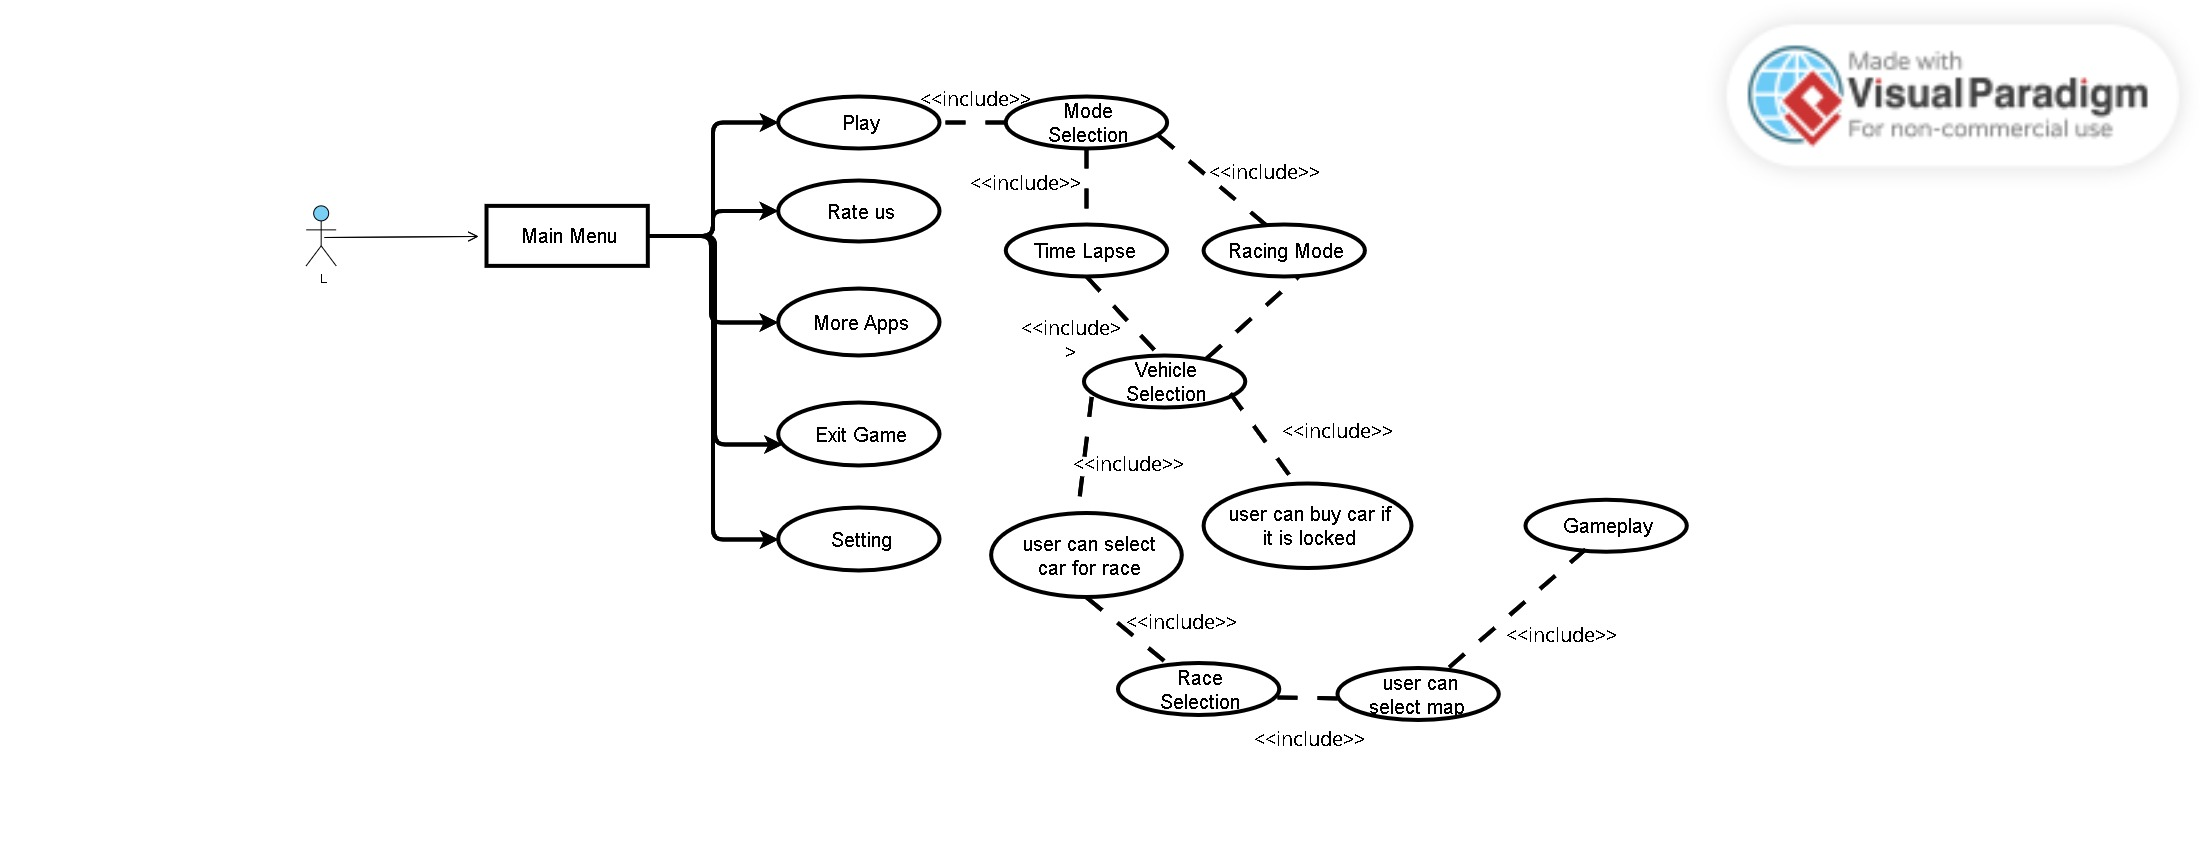 Made with
Visual Paradigm
For non-commercial use
<<include>>
Play
Mode
Selection
<<include>>
<<include>>
Rate us
Main Menu
Time Lapse
Racing Mode
L
More Apps
<<include>
>
Vehicle
Selection
Exit Game
<<include>>
<<include>>
user can buy car if
it is locked
Gameplay
Setting
user can select
car for race
<<include>>
<<include>>
Race
Selection
user can
select map
<<include>>